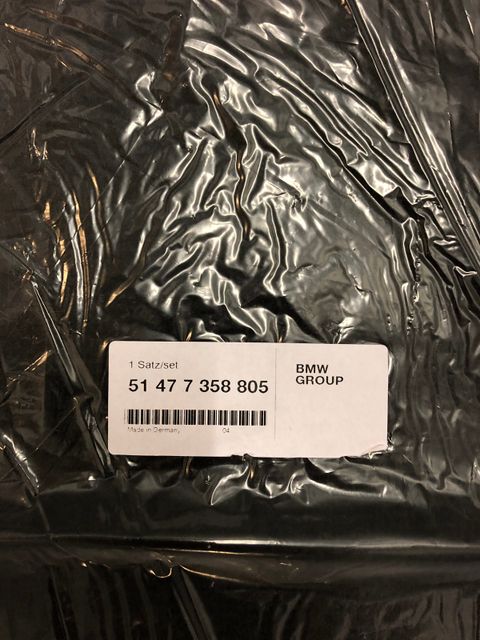 1 Satz/set
51 47 7 358 805
Made in Germany
04
BMW
GROUP